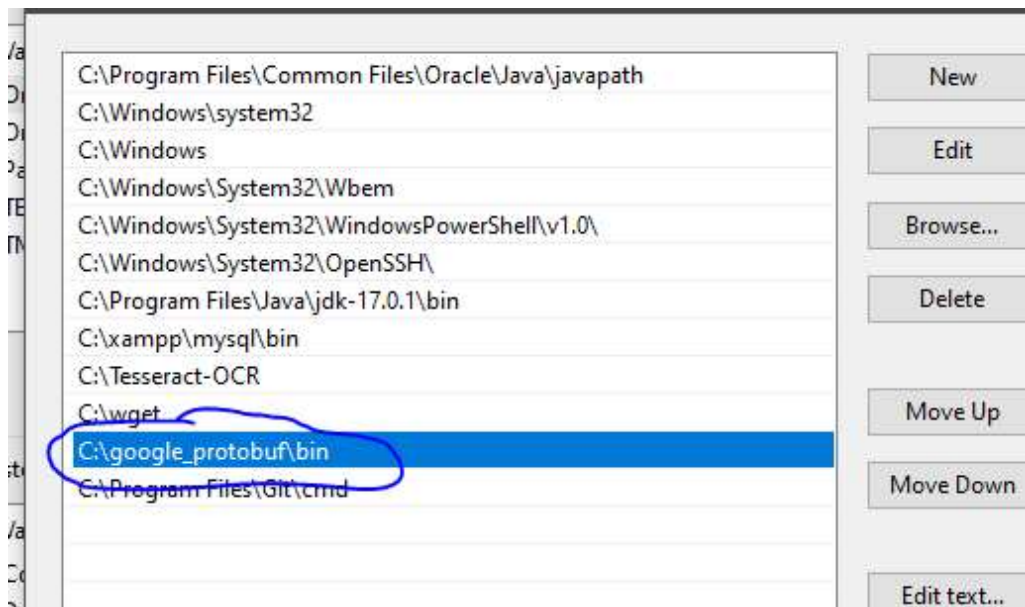 C:\Program Files\Common Files\Oracle\Java\javapath
C:\Windows\system32
C:\Windows
C:\Windows\System32\Wbem
C:\Windows\System32\WindowsPowerShell\v1.0\
C:\Windows\System32\OpenSSH\
C:\Program Files\Java\jdk-17.0.1\bin
C:\xampp\mysql\bin
C:\Tesseract-OCR
C:\wget
C:\google_protobuf\bin
C:\Program Files\Git\cmd
New
Edit
Browse...
Delete
Move Up
Move Down
Edit text...